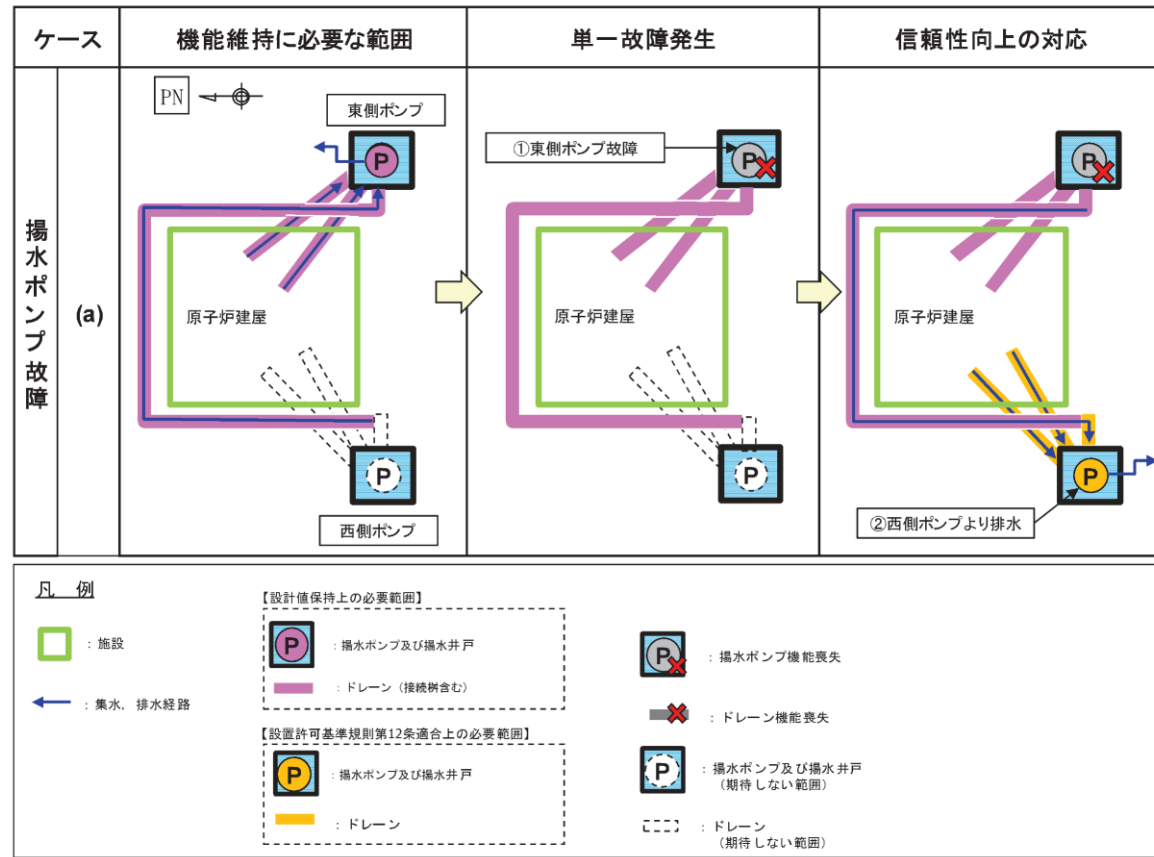 ケース
機能維持に必要な範囲
単一故障発生
信頼性向上の対応
揚水ポンプ故障
(a)
PN
東側ポンプ
P
原子炉建屋
P
西側ポンプ
①東側ポンプ故障
P
原子炉建屋
P
P
原子炉建屋
P
②西側ポンプより排水
凡 例
：施設
：集水，排水経路
【設計値保持上の必要範囲】
P
：揚水ポンプ及び揚水井戸
：ドレーン（接続桝含む）
【設置許可基準規則第12条適合上の必要範囲】
P
：揚水ポンプ及び揚水井戸
：ドレーン
P
：揚水ポンプ機能喪失
：ドレーン機能喪失
P
：揚水ポンプ及び揚水井戸
（期待しない範囲）
：ドレーン
（期待しない範囲）